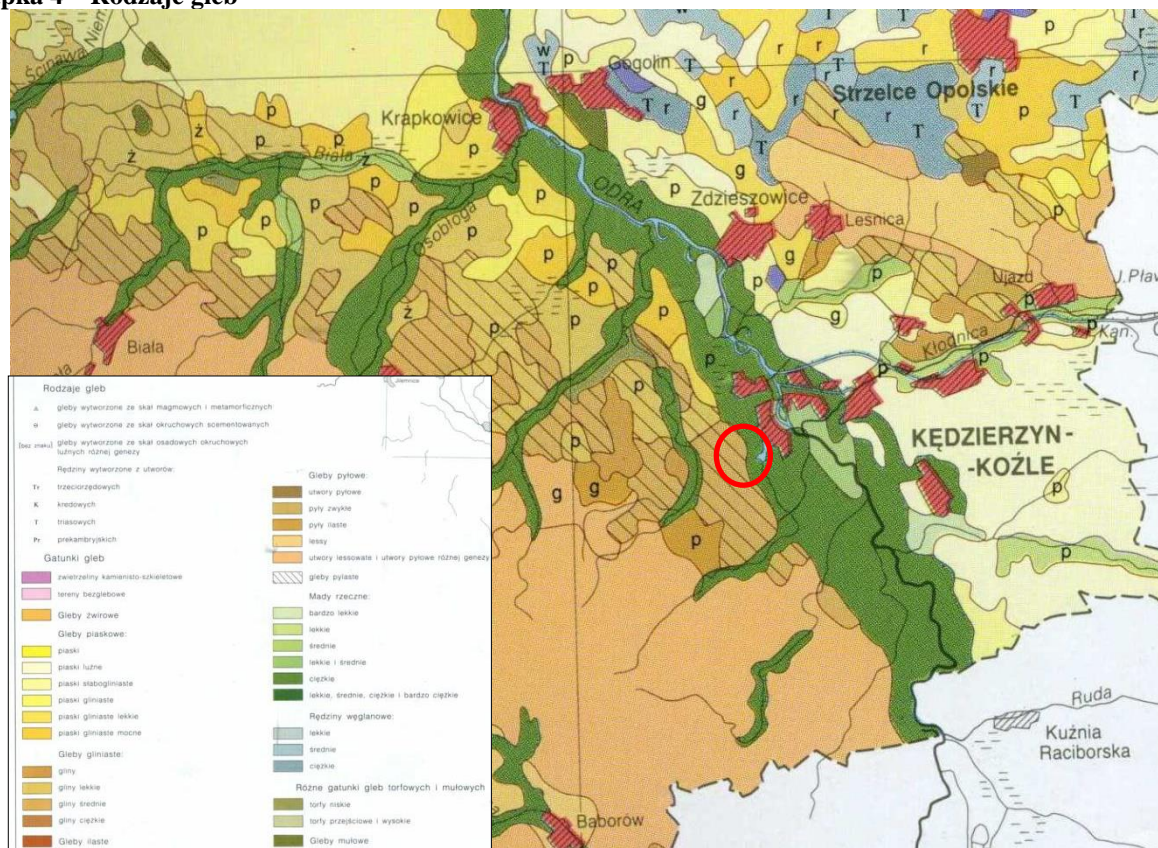 pka 4 – Rodzaje gleb
Ścinawa Niem.
Gogolin
Strzelce Opolskie
Krapkowice
Biała
ODRA
Zdzieszowice
Osobłoga
Leśnica
Ujazd
J. Pław
Kłodnica
Kan.
Biała
KĘDZIERZYN-
-KOŹLE
Ruda
Kuźnia
Raciborska
Baborów
p
w
T
r
g
ż
Rodzaje gleb
gleby wytworzone ze skał magmowych i metamorficznych
gleby wytworzone ze skał okruchowych scementowanych
[bez znaku] gleby wytworzone ze skał osadowych okruchowych
luźnych różnej genezy
Rędziny wytworzone z utworów:
Tr trzeciorzędowych
K kredowych
T triasowych
Pr prekambryjskich
Gatunki gleb
zwietrzeliny kamienisto-szkieletowe
tereny bezglebowe
Gleby żwirowe
Gleby piaskowe:
piaski
piaski luźne
piaski słabogliniaste
piaski gliniaste
piaski gliniaste lekkie
piaski gliniaste mocne
Gleby gliniaste:
gliny
gliny lekkie
gliny średnie
gliny ciężkie
Gleby ilaste
Gleby pyłowe:
utwory pyłowe
pyły zwykłe
pyły ilaste
lessy
utwory lessowate i utwory pyłowe różnej genezy
gleby pylaste
Mady rzeczne:
bardzo lekkie
lekkie
średnie
lekkie i średnie
ciężkie
lekkie, średnie, ciężkie i bardzo ciężkie
Rędziny węglanowe:
lekkie
średnie
ciężkie
Różne gatunki gleb torfowych i mułowych
torfy niskie
torfy przejściowe i wysokie
Gleby mułowe